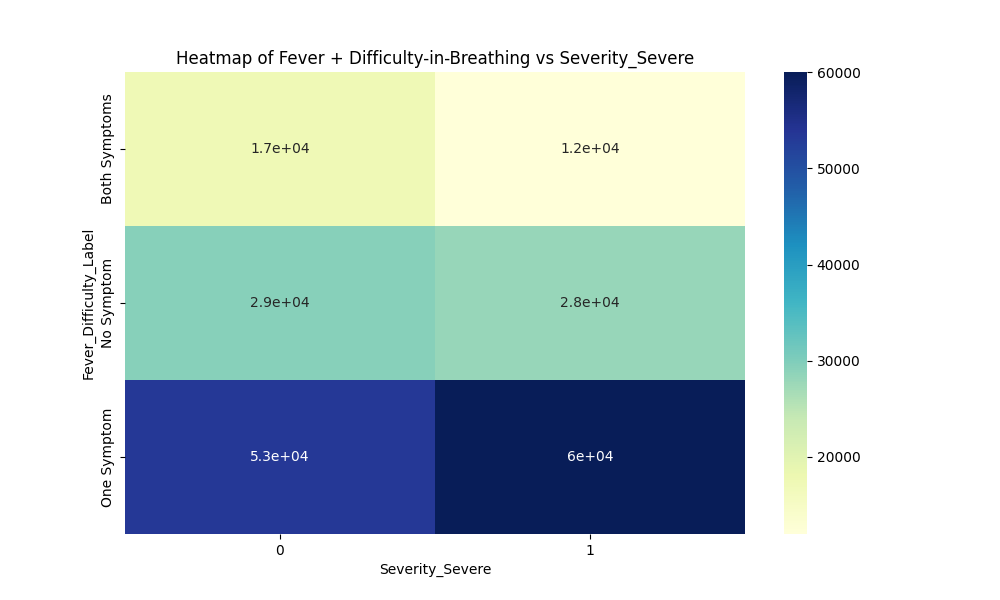 Heatmap of Fever + Difficulty-in-Breathing vs Severity_Severe
Fever_Difficulty_Label
Both Symptoms
No Symptom
One Symptom
1.7e+04
1.2e+04
2.9e+04
2.8e+04
5.3e+04
6e+04
0
1
Severity_Severe
60000
50000
40000
30000
20000